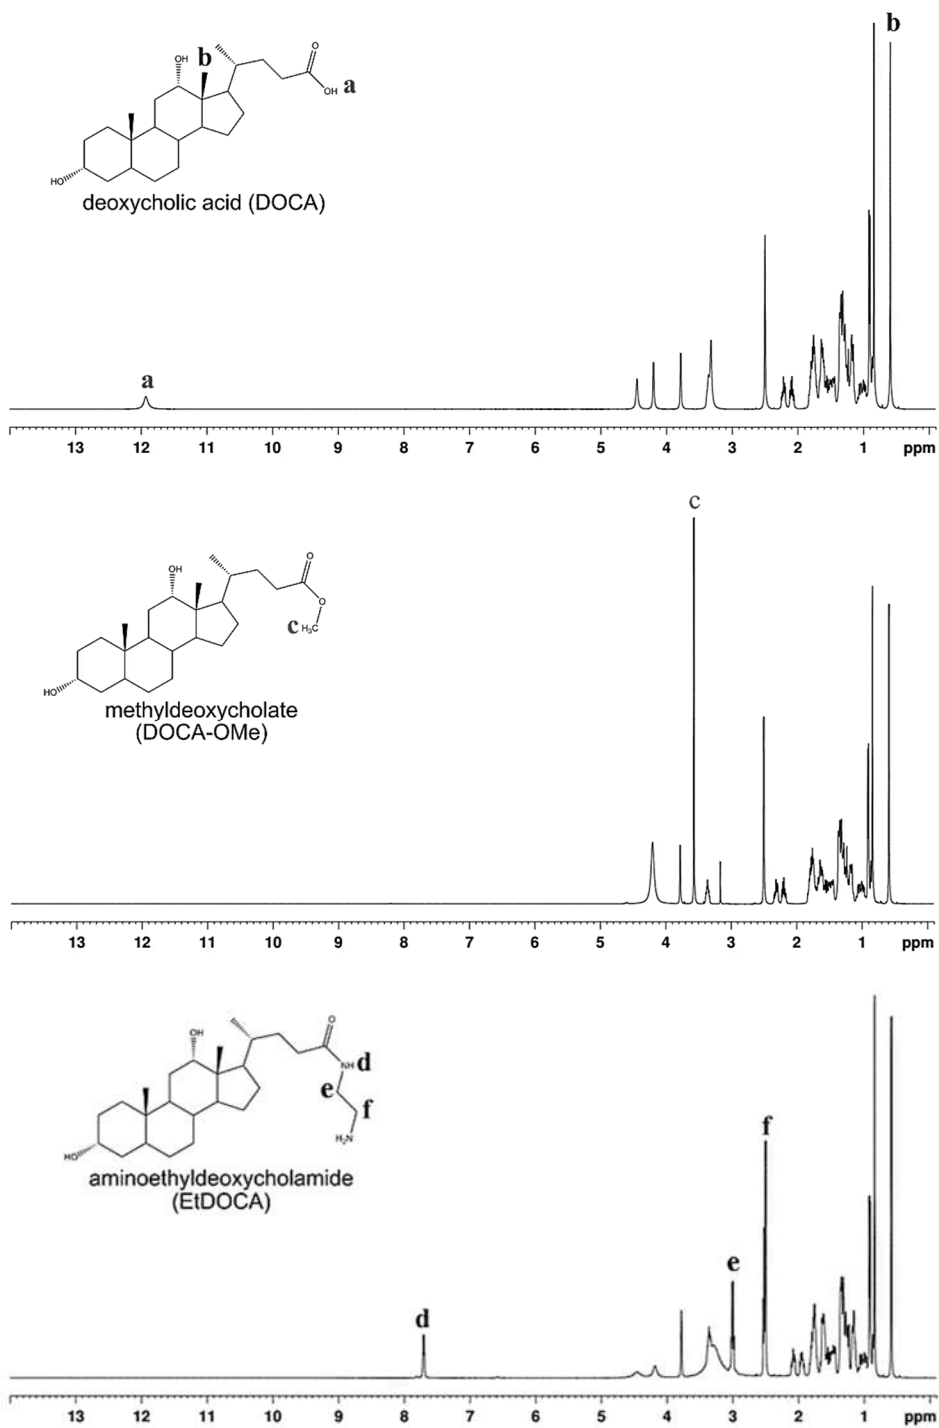 b
OH
b
O
OH a
HO
deoxycholic acid (DOCA)
a
13 12 11 10 9 8 7 6 5 4 3 2 1 ppm
c
O
OH
O
c H₃C
HO
methyldeoxycholate
(DOCA-OMe)
13 12 11 10 9 8 7 6 5 4 3 2 1 ppm
O
OH
NH d
e
f
H₂N
HO
aminoethyldeoxycholamide
(EtDOCA)
f
e
d
13 12 11 10 9 8 7 6 5 4 3 2 1 ppm